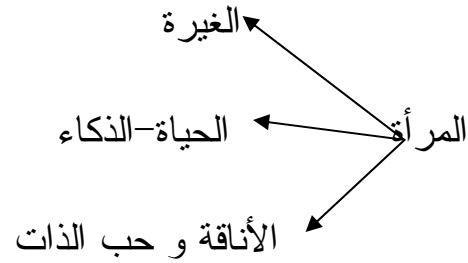 الغيرة
المرأة
الحياة–الذكاء
الأناقة و حب الذات